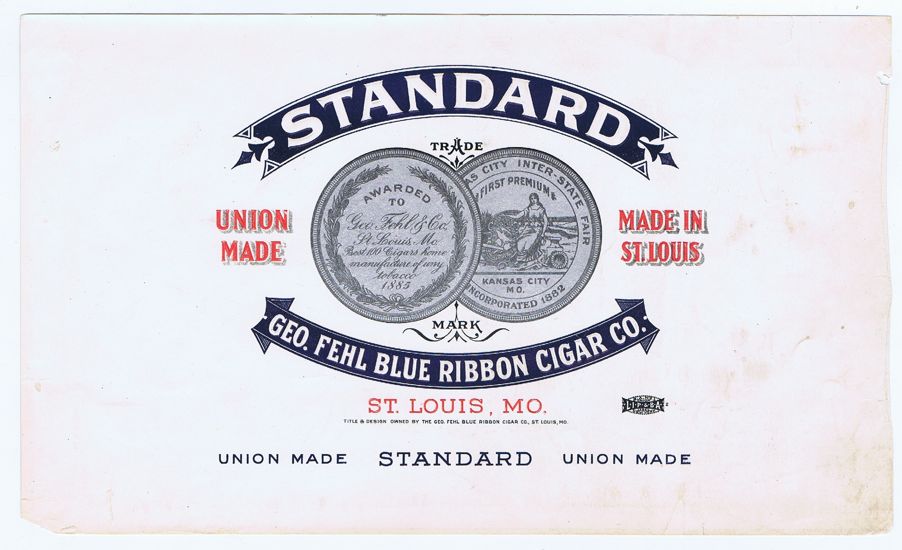 STANDARD
TRADE
UNION
MADE
MADE IN
ST. LOUIS
AWARDED
TO
Geo. Fehl & Co.
St Louis Mo
Best 100 Cigars home
manufacture of any
tobacco
1885
AS CITY INTER-STATE FAIR
FIRST PREMIUM
KANSAS CITY
MO.
INCORPORATED 1882
MARK
GEO. FEHL BLUE RIBBON CIGAR CO.
ST. LOUIS, MO.
TITLE & DESIGN OWNED BY THE GEO. FEHL BLUE RIBBON CIGAR CO., ST. LOUIS, MO.
UNION MADE STANDARD UNION MADE